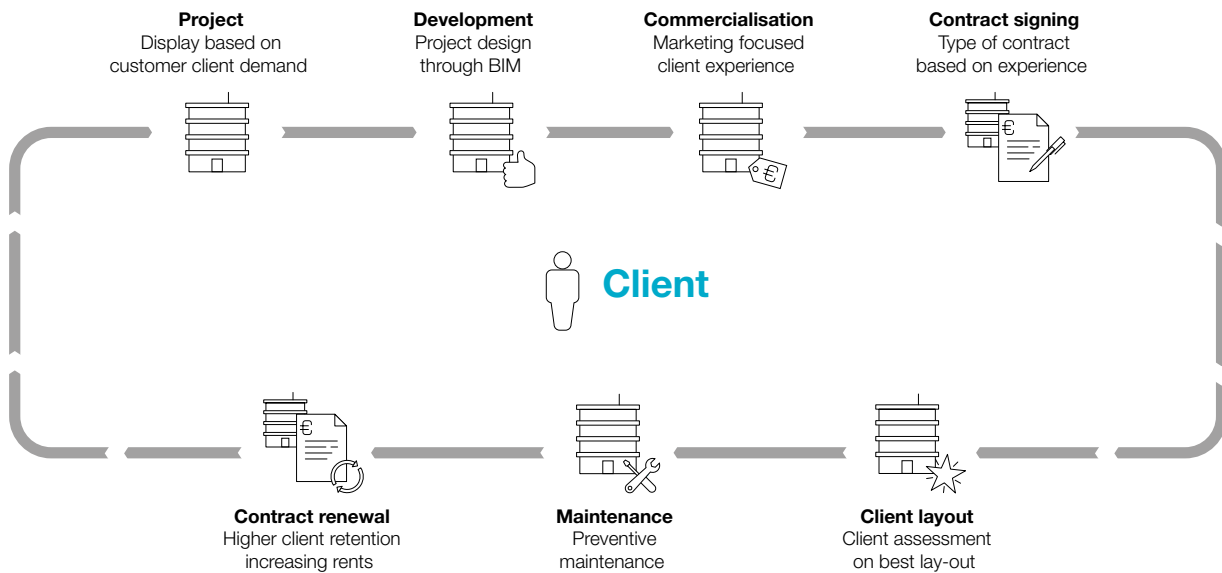 Project
Display based on
customer client demand
Development
Project design
through BIM
Commercialisation
Marketing focused
client experience
Contract signing
Type of contract
based on experience
€
€
Client
€
Contract renewal
Higher client retention
increasing rents
Maintenance
Preventive
maintenance
Client layout
Client assessment
on best lay-out